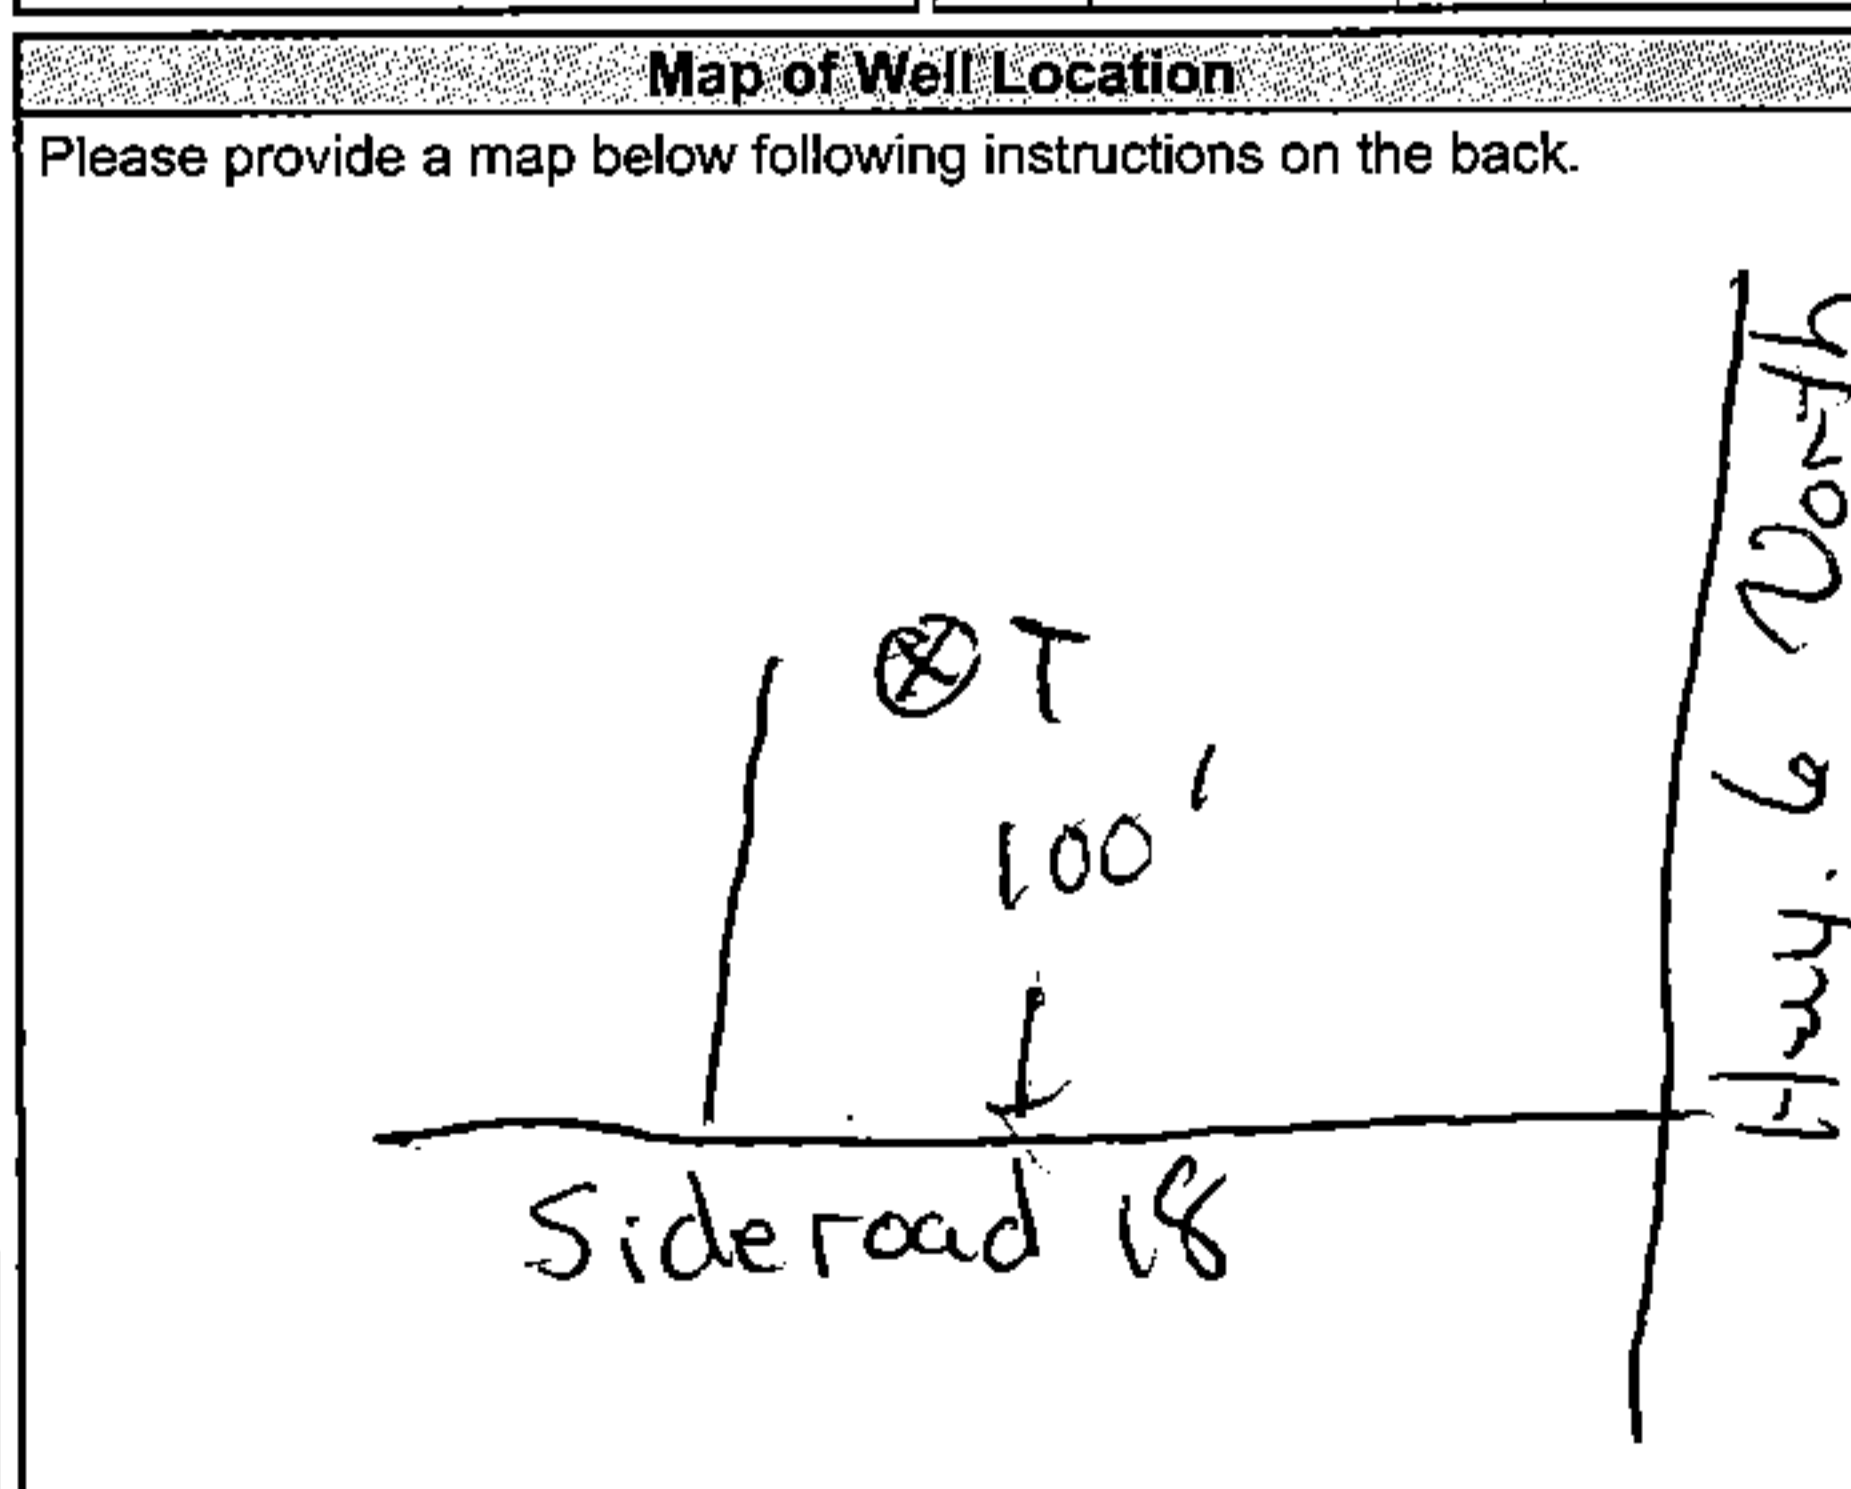 Map of Well Location
Please provide a map below following instructions on the back.
Hwy. 6 North
T
100'
Sideroad 18